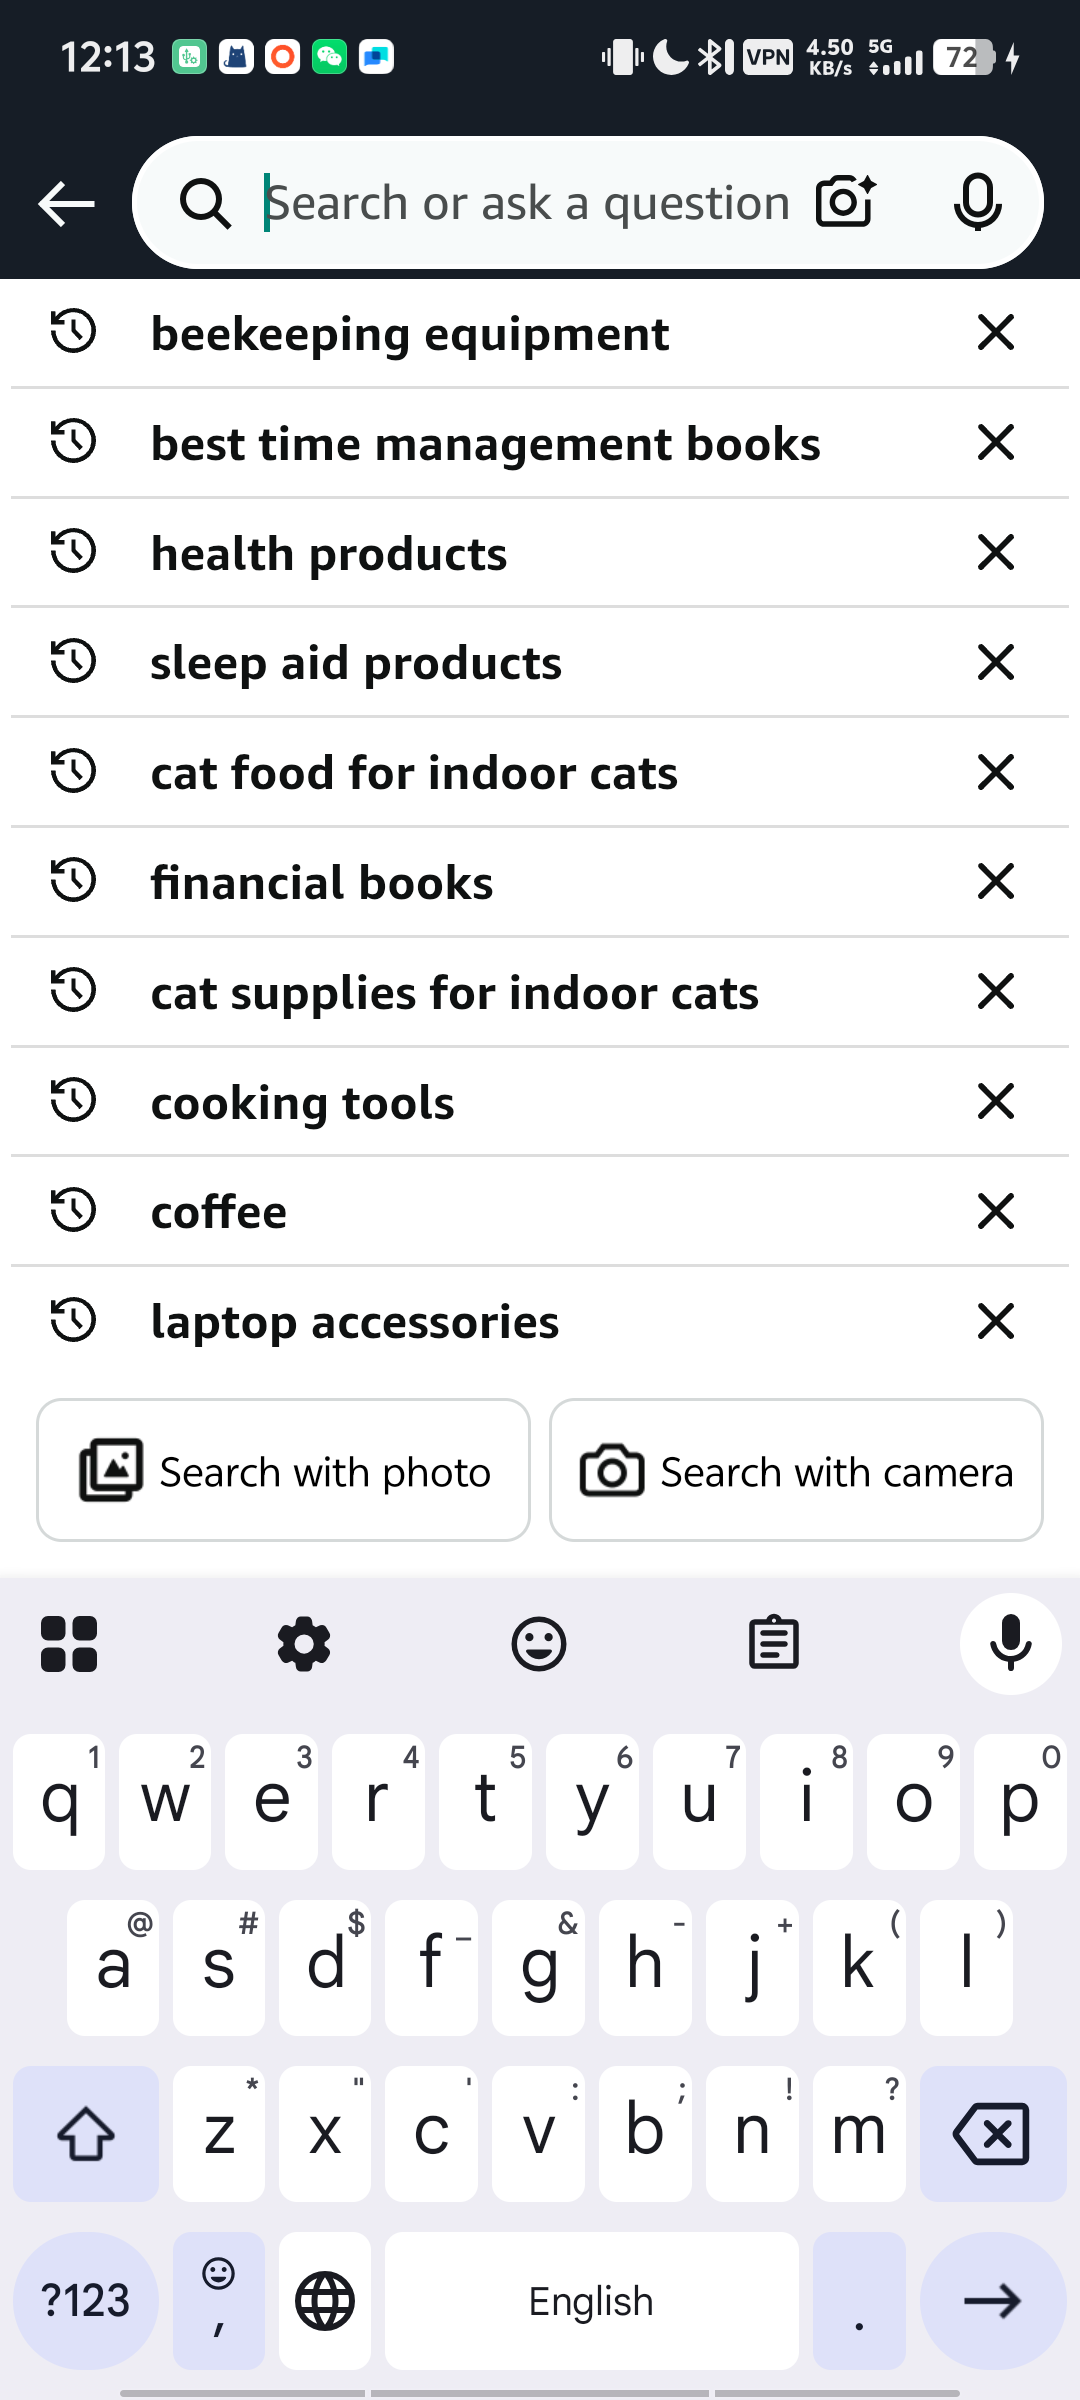 12:13 VPN 4.50 KB/s 5G 72
Search or ask a question
beekeeping equipment
best time management books
health products
sleep aid products
cat food for indoor cats
financial books
cat supplies for indoor cats
cooking tools
coffee
laptop accessories
Search with photo Search with camera
1 2 3 4 5 6 7 8 9 0
q w e r t y u i o p
@ # $ _ & - + ( )
a s d f g h j k l
* " ' : ; ! ?
z x c v b n m
?123 , English .